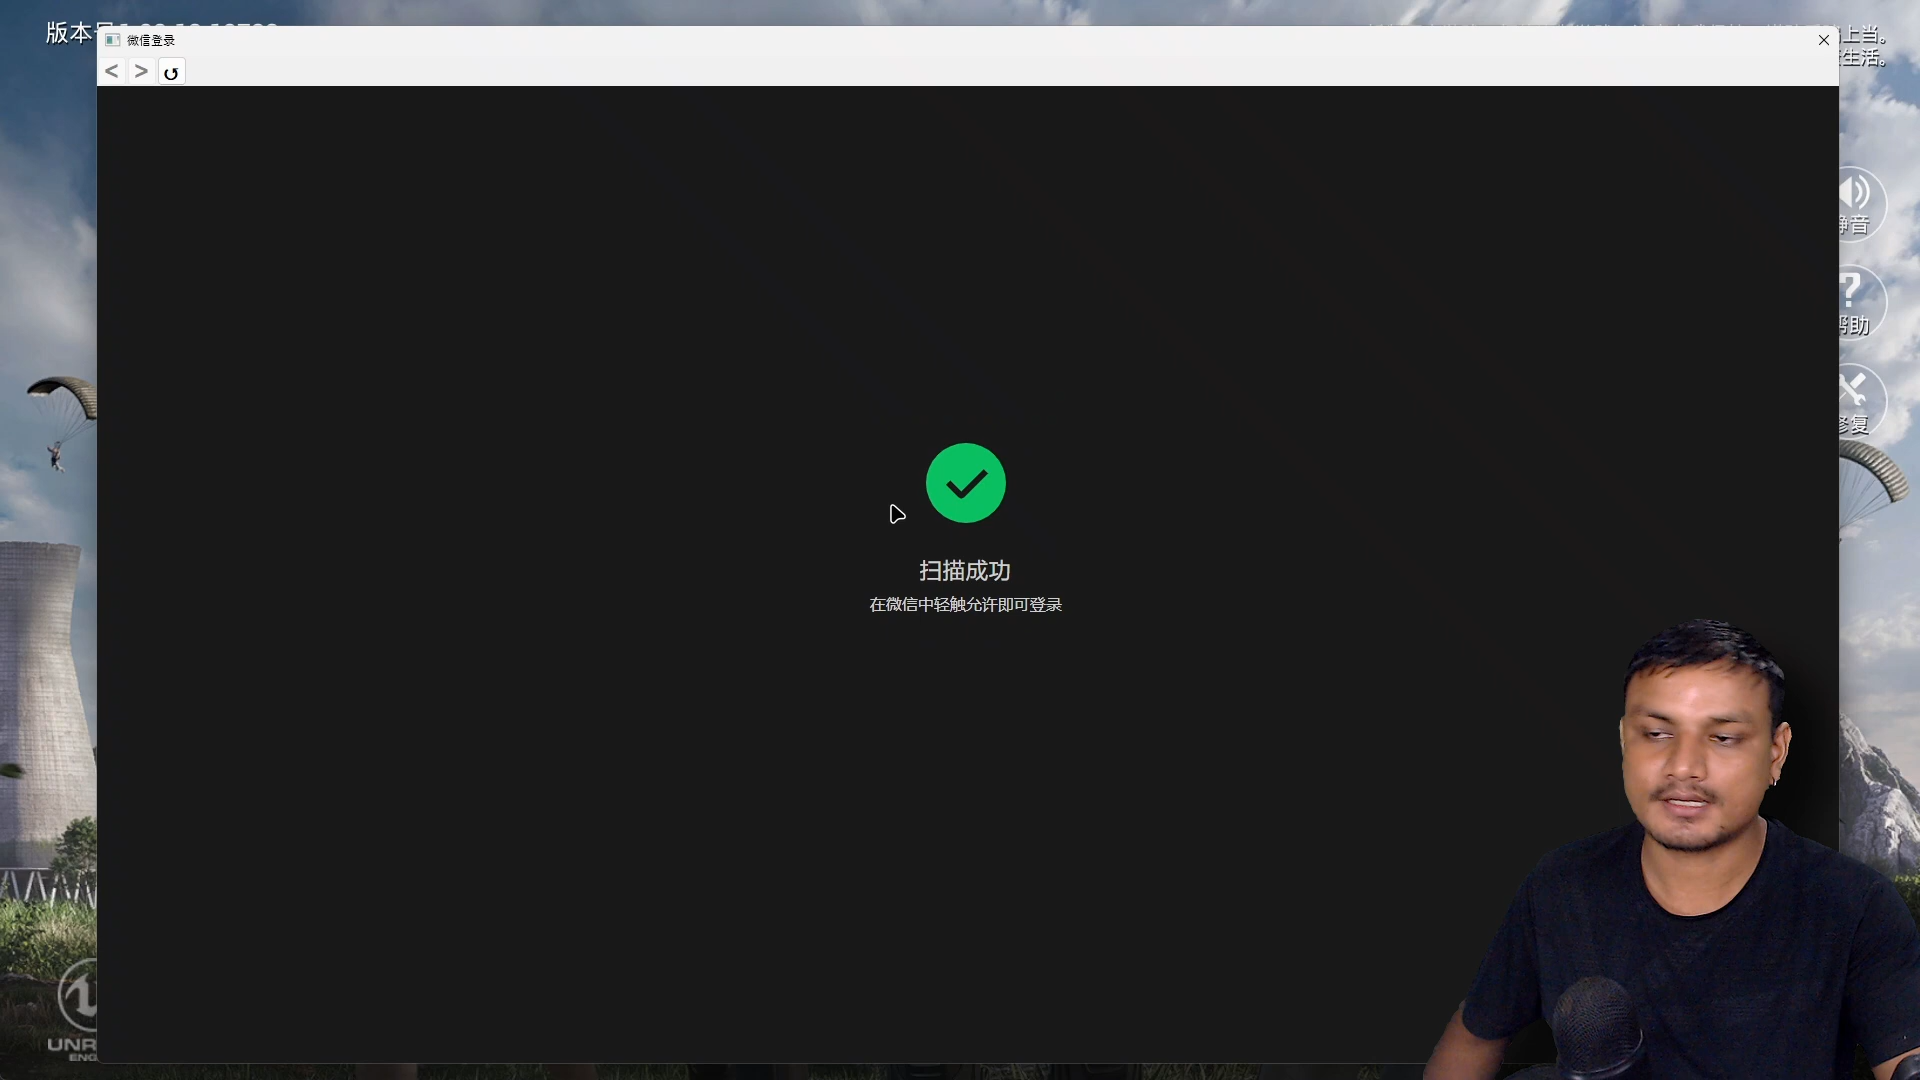 版本
微信登录
上当。
生活。
静音
帮助
修复
扫描成功
在微信中轻触允许即可登录
UNR
ENG